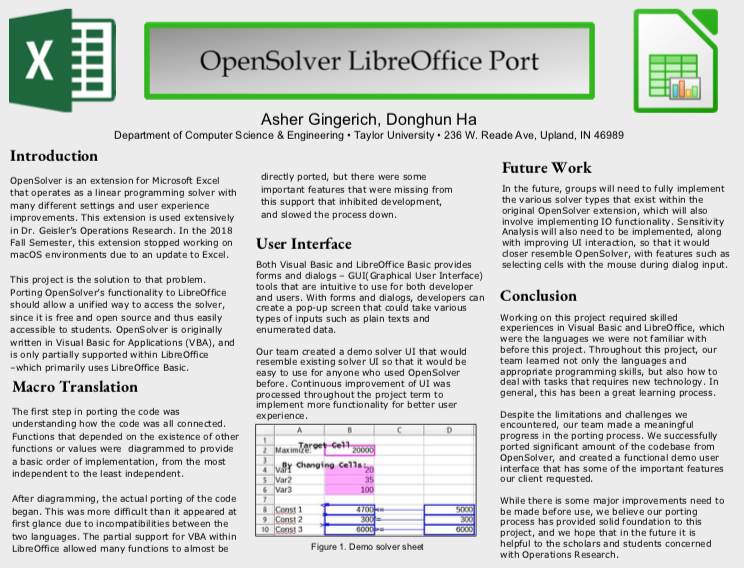 X
OpenSolver LibreOffice Port
Asher Gingerich, Donghun Ha
Department of Computer Science & Engineering • Taylor University • 236 W. Reade Ave, Upland, IN 46989
Introduction
OpenSolver is an extension for Microsoft Excel
that operates as a linear programming solver with
many different settings and user experience
improvements. This extension is used extensively
in Dr. Geisler's Operations Research. In the 2018
Fall Semester, this extension stopped working on
macOS environments due to an update to Excel.
This project is the solution to that problem.
Porting OpenSolver's functionality to LibreOffice
should allow a unified way to access the solver,
since it is free and open source and thus easily
accessible to students. OpenSolver is originally
written in Visual Basic for Applications (VBA), and
is only partially supported within LibreOffice
–which primarily uses LibreOffice Basic.
Macro Translation
The first step in porting the code was
understanding how the code was all connected.
Functions that depended on the existence of other
functions or values were diagrammed to provide
a basic order of implementation, from the most
independent to the least independent.
After diagramming, the actual porting of the code
began. This was more difficult than it appeared at
first glance due to incompatibilities between the
two languages. The partial support for VBA within
LibreOffice allowed many functions to almost be
directly ported, but there were some
important features that were missing from
this support that inhibited development,
and slowed the process down.
User Interface
Both Visual Basic and LibreOffice Basic provides
forms and dialogs – GUI(Graphical User Interface)
tools that are intuitive to use for both developer
and users. With forms and dialogs, developers can
create a pop-up screen that could take various
types of inputs such as plain texts and
enumerated data.
Our team created a demo solver UI that would
resemble existing solver UI so that it would be
easy to use for anyone who used OpenSolver
before. Continuous improvement of UI was
processed throughout the project term to
implement more functionality for better user
experience.
A B C D
1 Target Cell
2 Maximize: 20000
3 By Changing Cells:
4 Var1 20
5 Var2 35
6 Var3 100
7
8 Const 1 4700 <= 5000
9 Const 2 300 = 300
10 Const 3 6000 >= 6000
Figure 1. Demo solver sheet
Future Work
In the future, groups will need to fully implement
the various solver types that exist within the
original OpenSolver extension, which will also
involve implementing IO functionality. Sensitivity
Analysis will also need to be implemented, along
with improving UI interaction, so that it would
closer resemble OpenSolver, with features such as
selecting cells with the mouse during dialog input.
Conclusion
Working on this project required skilled
experiences in Visual Basic and LibreOffice, which
were the languages we were not familiar with
before this project. Throughout this project, our
team learned not only the languages and
appropriate programming skills, but also how to
deal with tasks that requires new technology. In
general, this has been a great learning process.
Despite the limitations and challenges we
encountered, our team made a meaningful
progress in the porting process. We successfully
ported significant amount of the codebase from
OpenSolver, and created a functional demo user
interface that has some of the important features
our client requested.
While there is some major improvements need to
be made before use, we believe our porting
process has provided solid foundation to this
project, and we hope that in the future it is
helpful to the scholars and students concerned
with Operations Research.